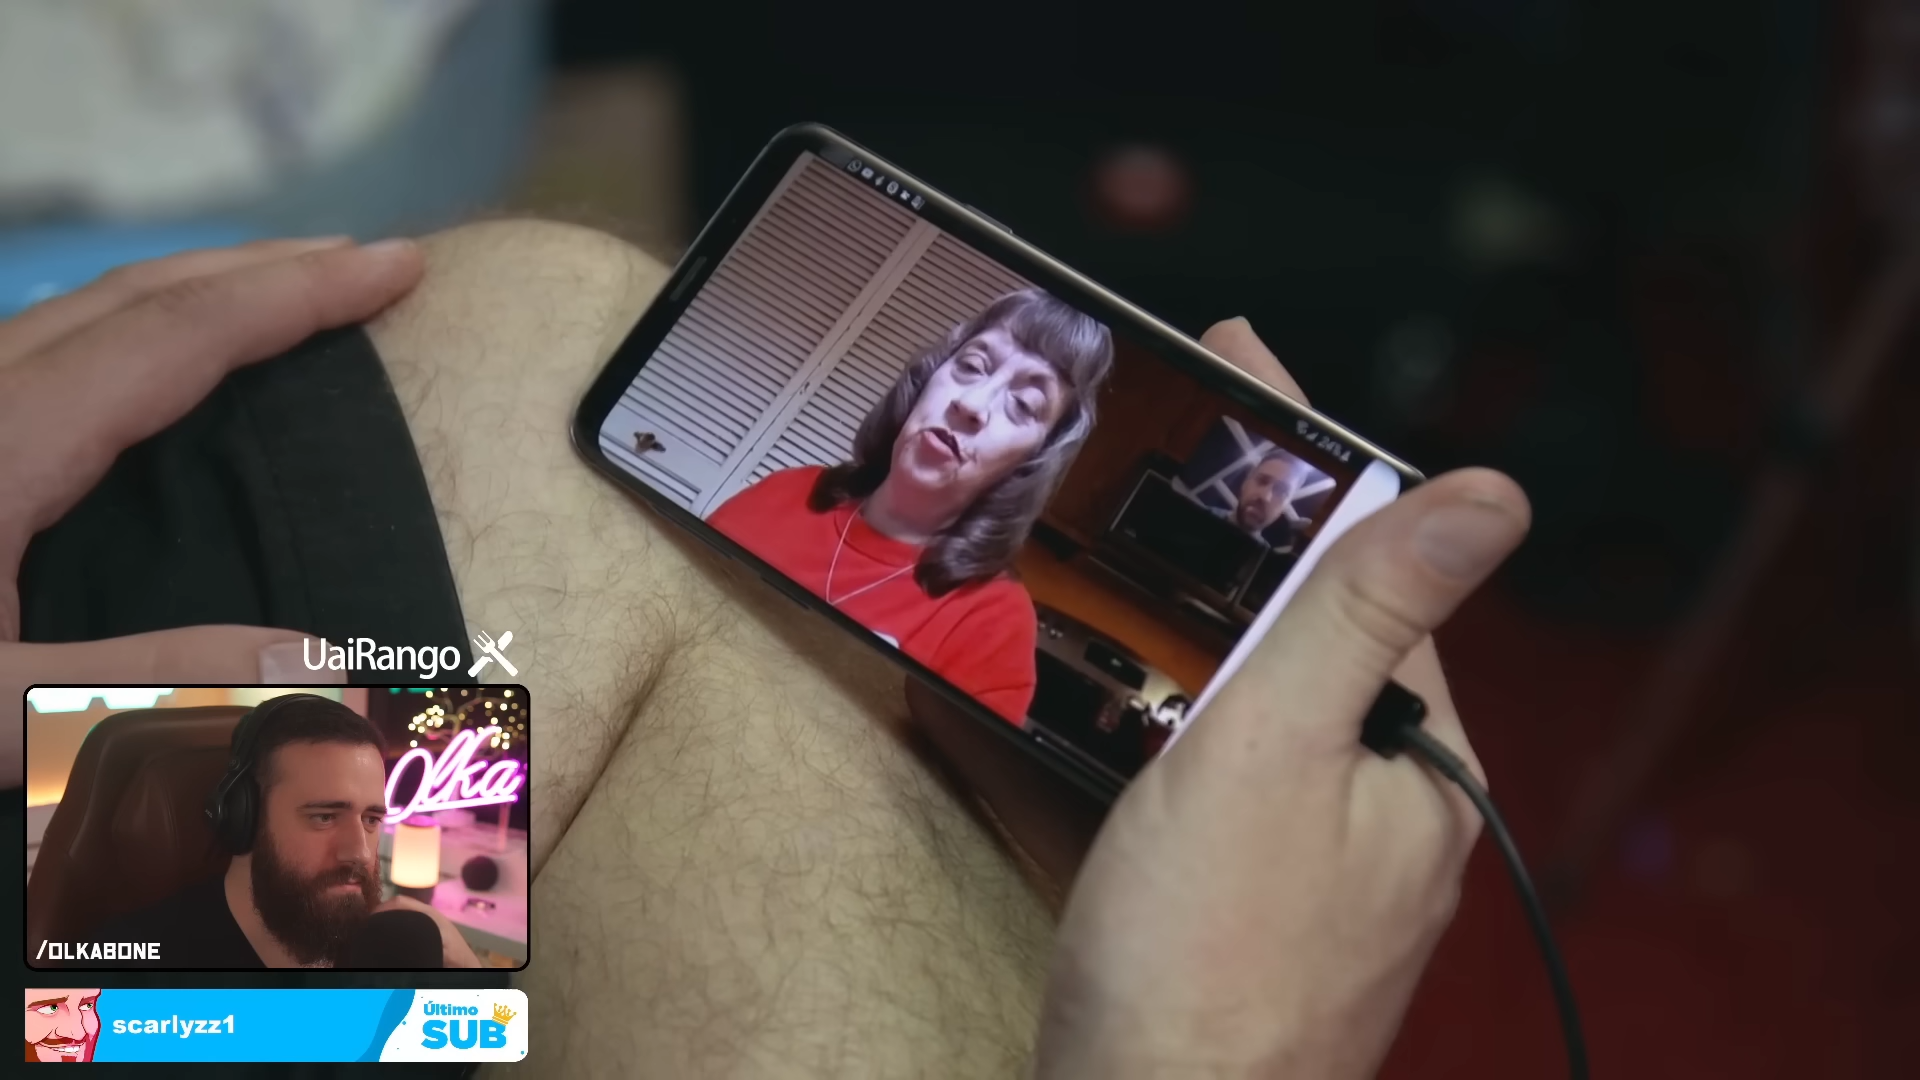 UaiRango
Olka
/OLKABONE
scarlyzz1
Último
SUB